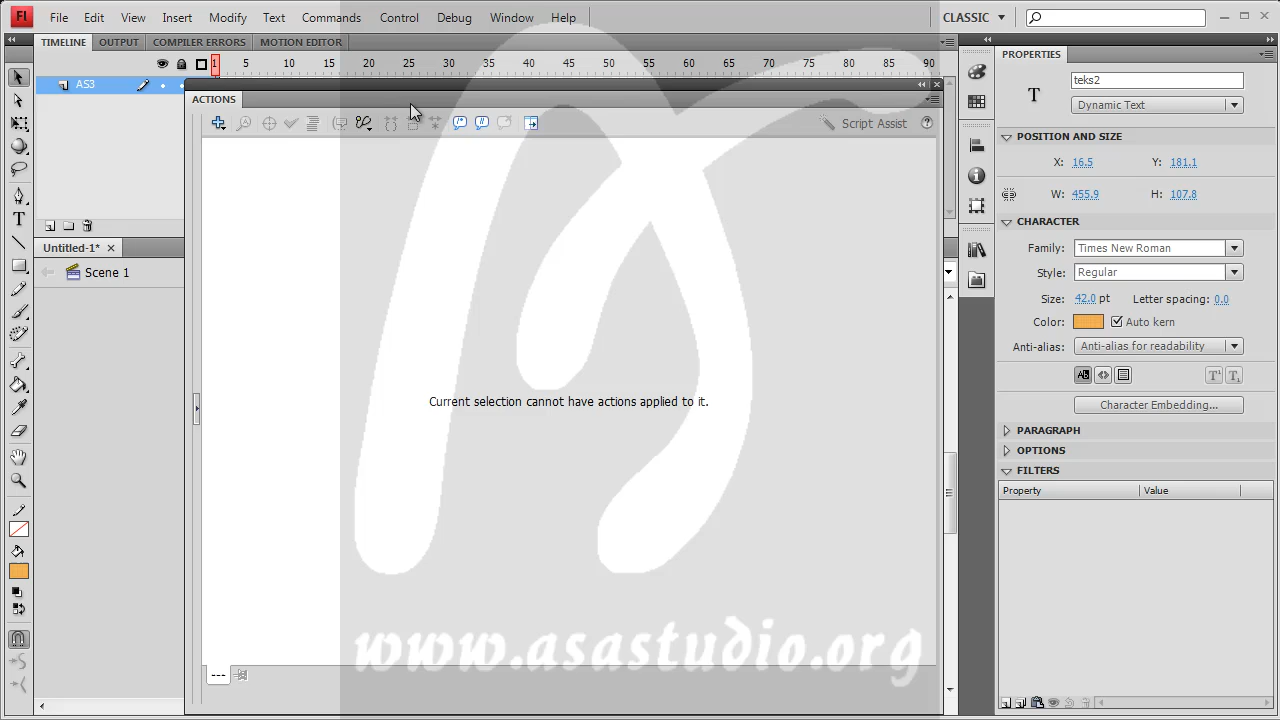 Fl File Edit View Insert Modify Text Commands Control Debug Window Help CLASSIC
TIMELINE OUTPUT COMPILER ERRORS MOTION EDITOR
PROPERTIES
1 5 10 15 20 25 30 35 40 45 50 55 60 65 70 75 80 85 90
AS3
teks2
T Dynamic Text
ACTIONS
Script Assist
POSITION AND SIZE
X: 16.5 Y: 181.1
W: 455.9 H: 107.8
CHARACTER
Untitled-1*
Family: Times New Roman
Scene 1
Style: Regular
Size: 42.0 pt Letter spacing: 0.0
Color: Auto kern
Anti-alias: Anti-alias for readability
Current selection cannot have actions applied to it.
Character Embedding...
PARAGRAPH
OPTIONS
FILTERS
Property Value
www.asastudio.org
---